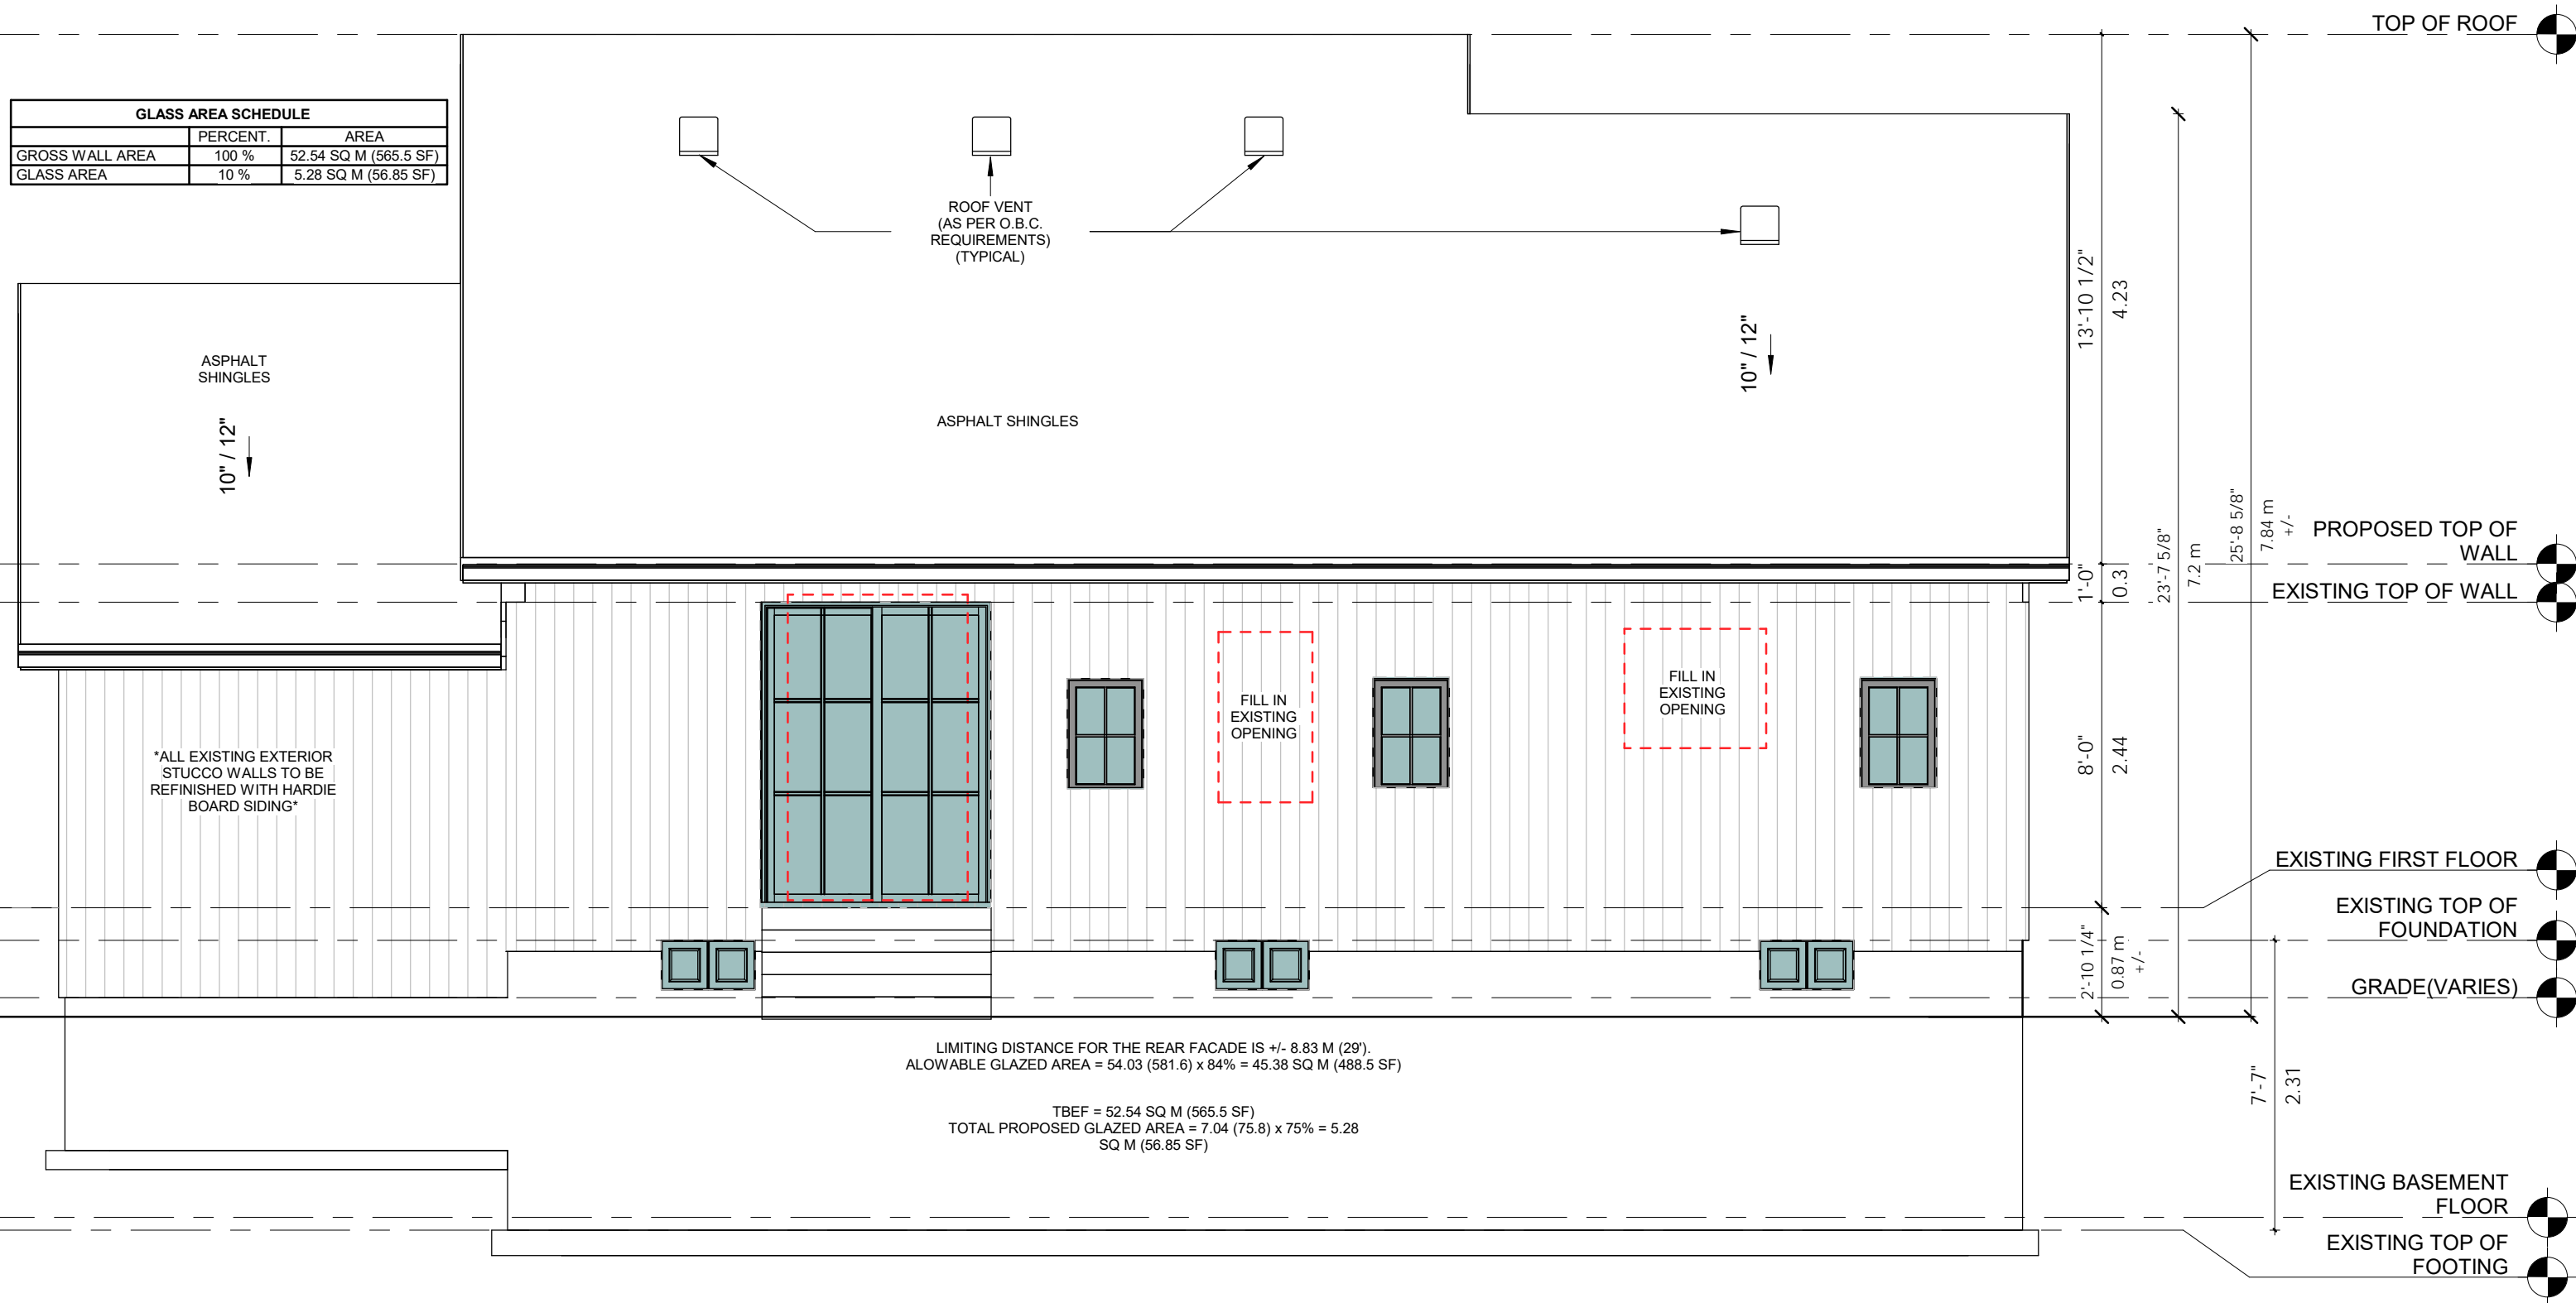 TOP OF ROOF
GLASS AREA SCHEDULE
PERCENT. AREA
GROSS WALL AREA 100 % 52.54 SQ M (565.5 SF)
GLASS AREA 10 % 5.28 SQ M (56.85 SF)
ROOF VENT
(AS PER O.B.C.
REQUIREMENTS)
(TYPICAL)
ASPHALT
SHINGLES
10" / 12"
ASPHALT SHINGLES
10" / 12"
13'-10 1/2"
4.23
1'-0"
0.3
23'-7 5/8"
7.2 m
25'-8 5/8"
7.84 m
+/-
PROPOSED TOP OF
WALL
EXISTING TOP OF WALL
FILL IN
EXISTING
OPENING
FILL IN
EXISTING
OPENING
*ALL EXISTING EXTERIOR
STUCCO WALLS TO BE
REFINISHED WITH HARDIE
BOARD SIDING*
8'-0"
2.44
EXISTING FIRST FLOOR
EXISTING TOP OF
FOUNDATION
2'-10 1/4"
0.87 m
+/-
GRADE(VARIES)
LIMITING DISTANCE FOR THE REAR FACADE IS +/- 8.83 M (29').
ALOWABLE GLAZED AREA = 54.03 (581.6) x 84% = 45.38 SQ M (488.5 SF)
TBEF = 52.54 SQ M (565.5 SF)
TOTAL PROPOSED GLAZED AREA = 7.04 (75.8) x 75% = 5.28
SQ M (56.85 SF)
7'-7"
2.31
EXISTING BASEMENT
FLOOR
EXISTING TOP OF
FOOTING